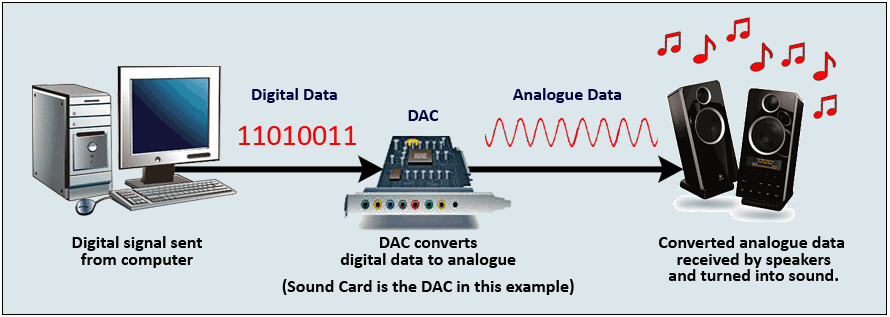 Digital Data
11010011
DAC
Analogue Data
Digital signal sent
from computer
DAC converts
digital data to analogue
(Sound Card is the DAC in this example)
Converted analogue data
received by speakers
and turned into sound.